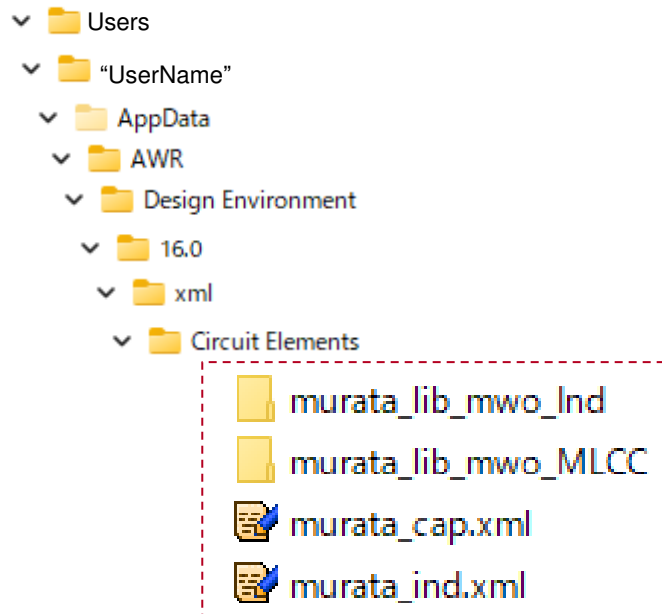 Users
“UserName”
AppData
AWR
Design Environment
16.0
xml
Circuit Elements
murata_lib_mwo_Ind
murata_lib_mwo_MLCC
murata_cap.xml
murata_ind.xml